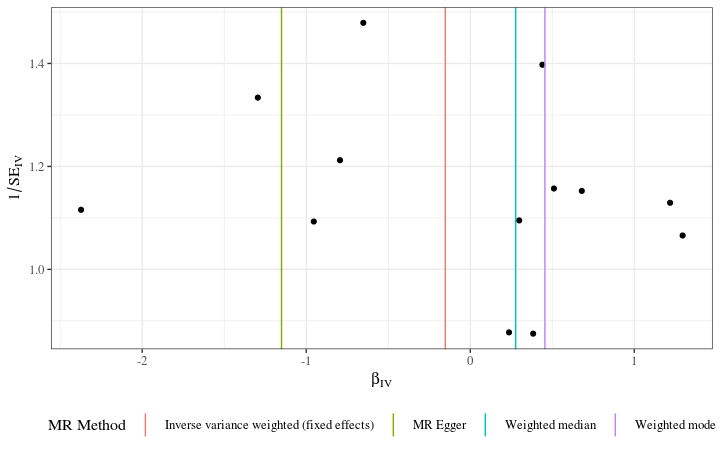 1.4
1.2
1.0
1/SE_IV
-2 -1 0 1
β_IV
MR Method Inverse variance weighted (fixed effects) MR Egger Weighted median Weighted mode